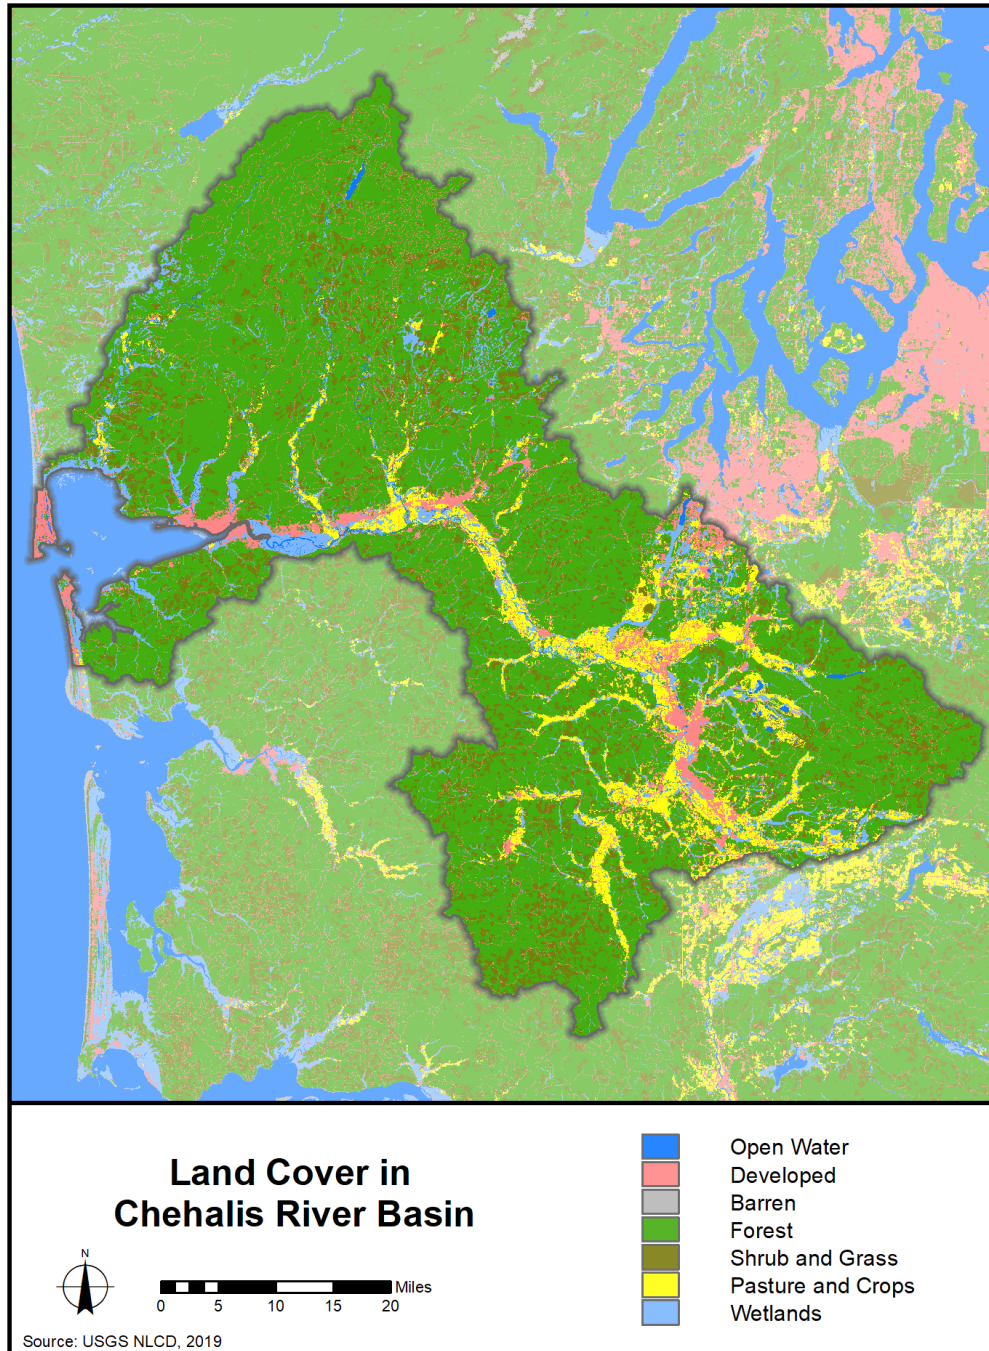 Land Cover in
Chehalis River Basin
N
Miles
0 5 10 15 20
Source: USGS NLCD, 2019
Open Water
Developed
Barren
Forest
Shrub and Grass
Pasture and Crops
Wetlands